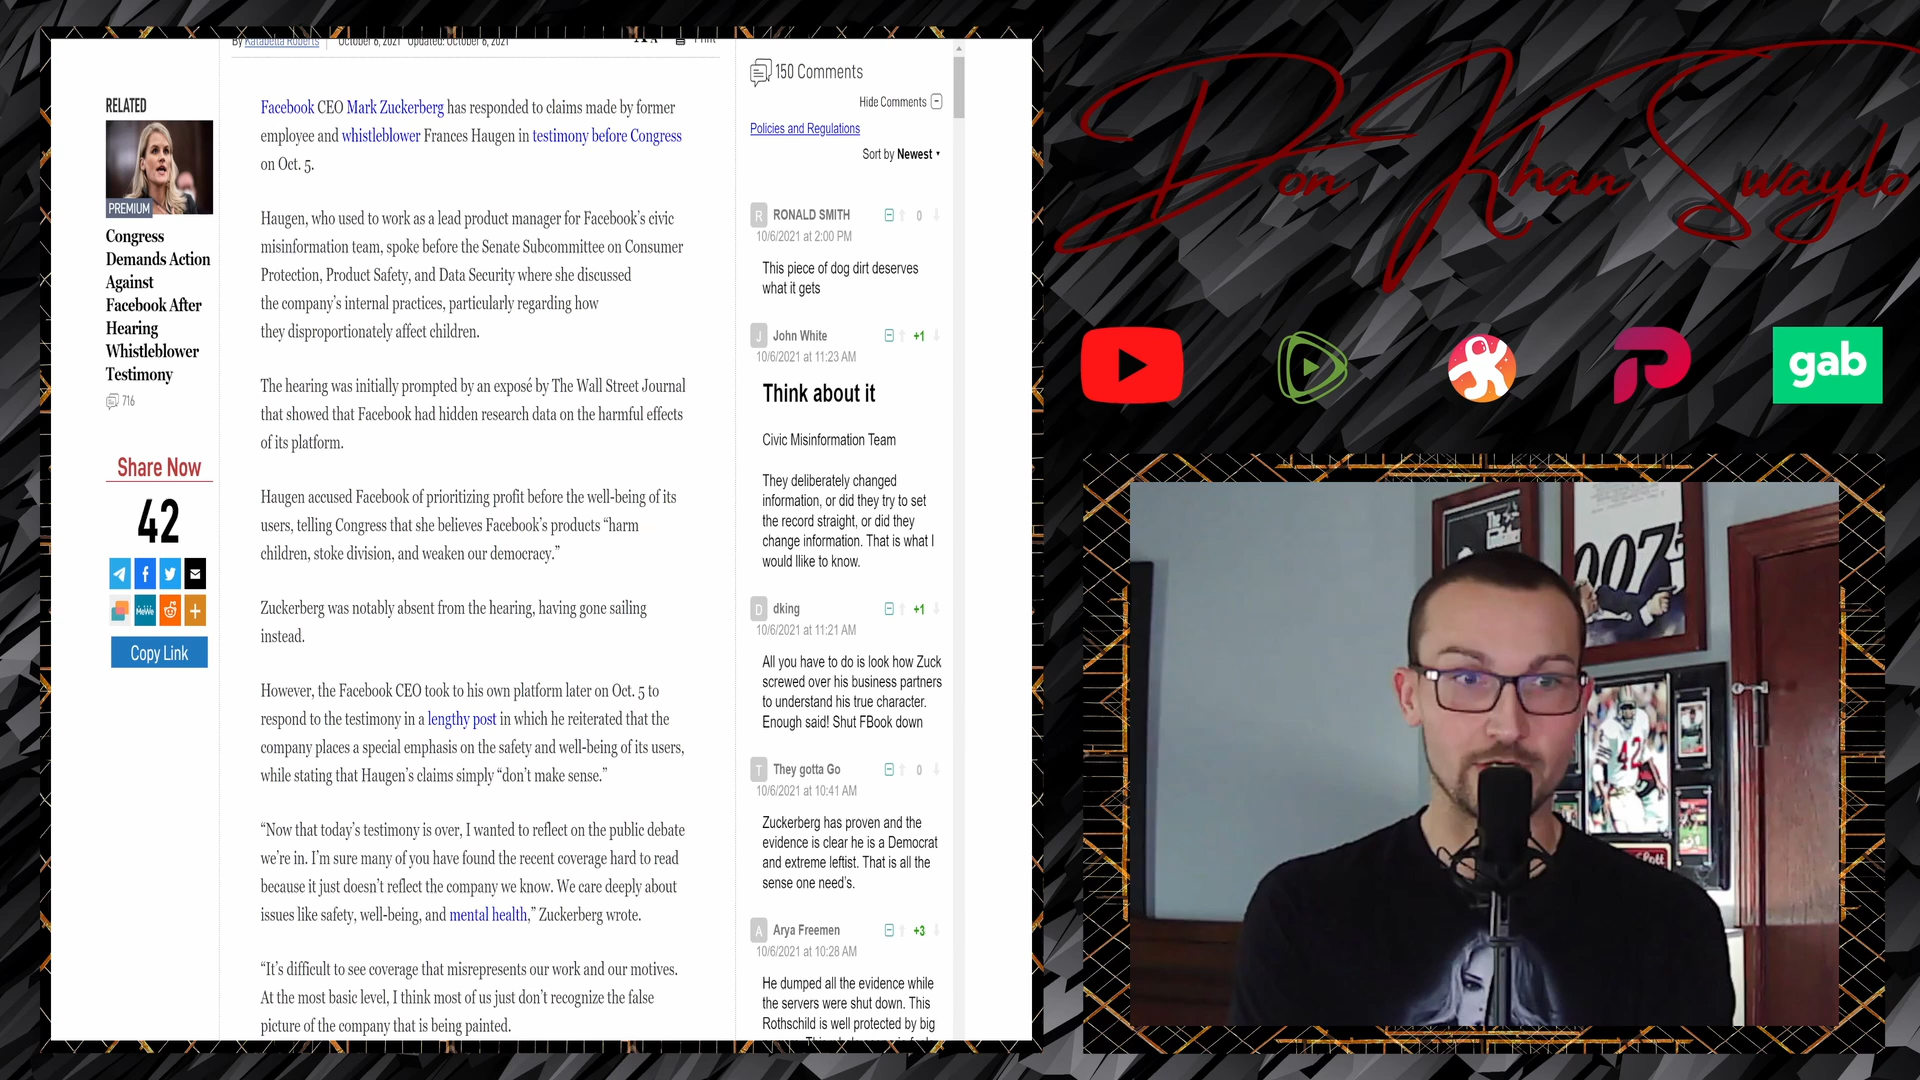 By Katabella Roberts | October 6, 2021 Updated: October 6, 2021
A A Print
RELATED
PREMIUM
Congress
Demands Action
Against
Facebook After
Hearing
Whistleblower
Testimony
716
Share Now
42
MeWe
Copy Link
Facebook CEO Mark Zuckerberg has responded to claims made by former
employee and whistleblower Frances Haugen in testimony before Congress
on Oct. 5.
Haugen, who used to work as a lead product manager for Facebook’s civic
misinformation team, spoke before the Senate Subcommittee on Consumer
Protection, Product Safety, and Data Security where she discussed
the company’s internal practices, particularly regarding how
they disproportionately affect children.
The hearing was initially prompted by an exposé by The Wall Street Journal
that showed that Facebook had hidden research data on the harmful effects
of its platform.
Haugen accused Facebook of prioritizing profit before the well-being of its
users, telling Congress that she believes Facebook’s products “harm
children, stoke division, and weaken our democracy.”
Zuckerberg was notably absent from the hearing, having gone sailing
instead.
However, the Facebook CEO took to his own platform later on Oct. 5 to
respond to the testimony in a lengthy post in which he reiterated that the
company places a special emphasis on the safety and well-being of its users,
while stating that Haugen’s claims simply “don’t make sense.”
“Now that today’s testimony is over, I wanted to reflect on the public debate
we’re in. I’m sure many of you have found the recent coverage hard to read
because it just doesn’t reflect the company we know. We care deeply about
issues like safety, well-being, and mental health,” Zuckerberg wrote.
“It’s difficult to see coverage that misrepresents our work and our motives.
At the most basic level, I think most of us just don’t recognize the false
picture of the company that is being painted.
150 Comments
Hide Comments
Policies and Regulations
Sort by Newest
R RONALD SMITH 0
10/6/2021 at 2:00 PM
This piece of dog dirt deserves
what it gets
J John White +1
10/6/2021 at 11:23 AM
Think about it
Civic Misinformation Team
They deliberately changed
information, or did they try to set
the record straight, or did they
change information. That is what I
would llike to know.
D dking +1
10/6/2021 at 11:21 AM
All you have to do is look how Zuck
screwed over his business partners
to understand his true character.
Enough said! Shut FBook down
T They gotta Go 0
10/6/2021 at 10:41 AM
Zuckerberg has proven and the
evidence is clear he is a Democrat
and extreme leftist. That is all the
sense one need's.
A Arya Freemen +3
10/6/2021 at 10:28 AM
He dumped all the evidence while
the servers were shut down. This
Rothschild is well protected by big
Don Khan Swaylo
gab
The
007
42